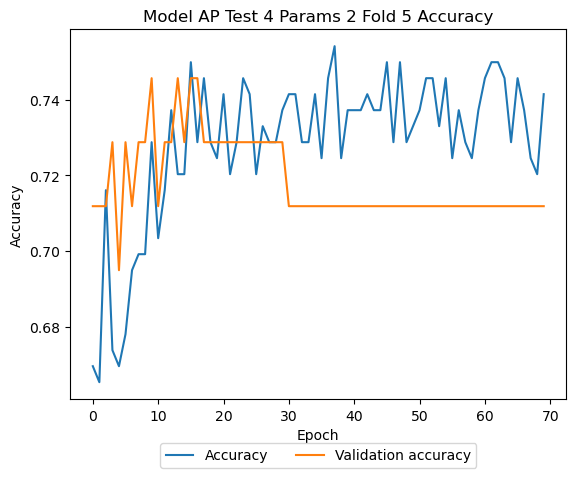 Model AP Test 4 Params 2 Fold 5 Accuracy
Accuracy
0.74
0.72
0.70
0.68
0 10 20 30 40 50 60 70
Epoch
Accuracy Validation accuracy